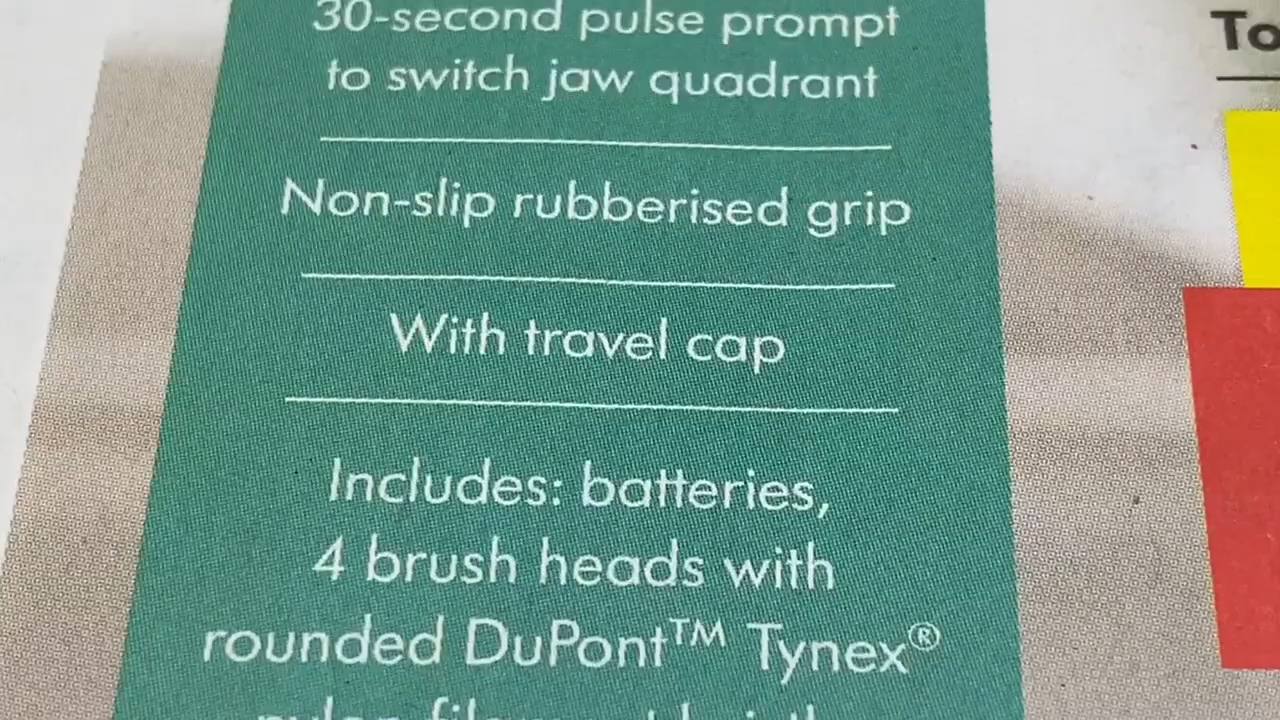 30-second pulse prompt
to switch jaw quadrant
Non-slip rubberised grip
With travel cap
Includes: batteries,
4 brush heads with
rounded DuPont™ Tynex®
To